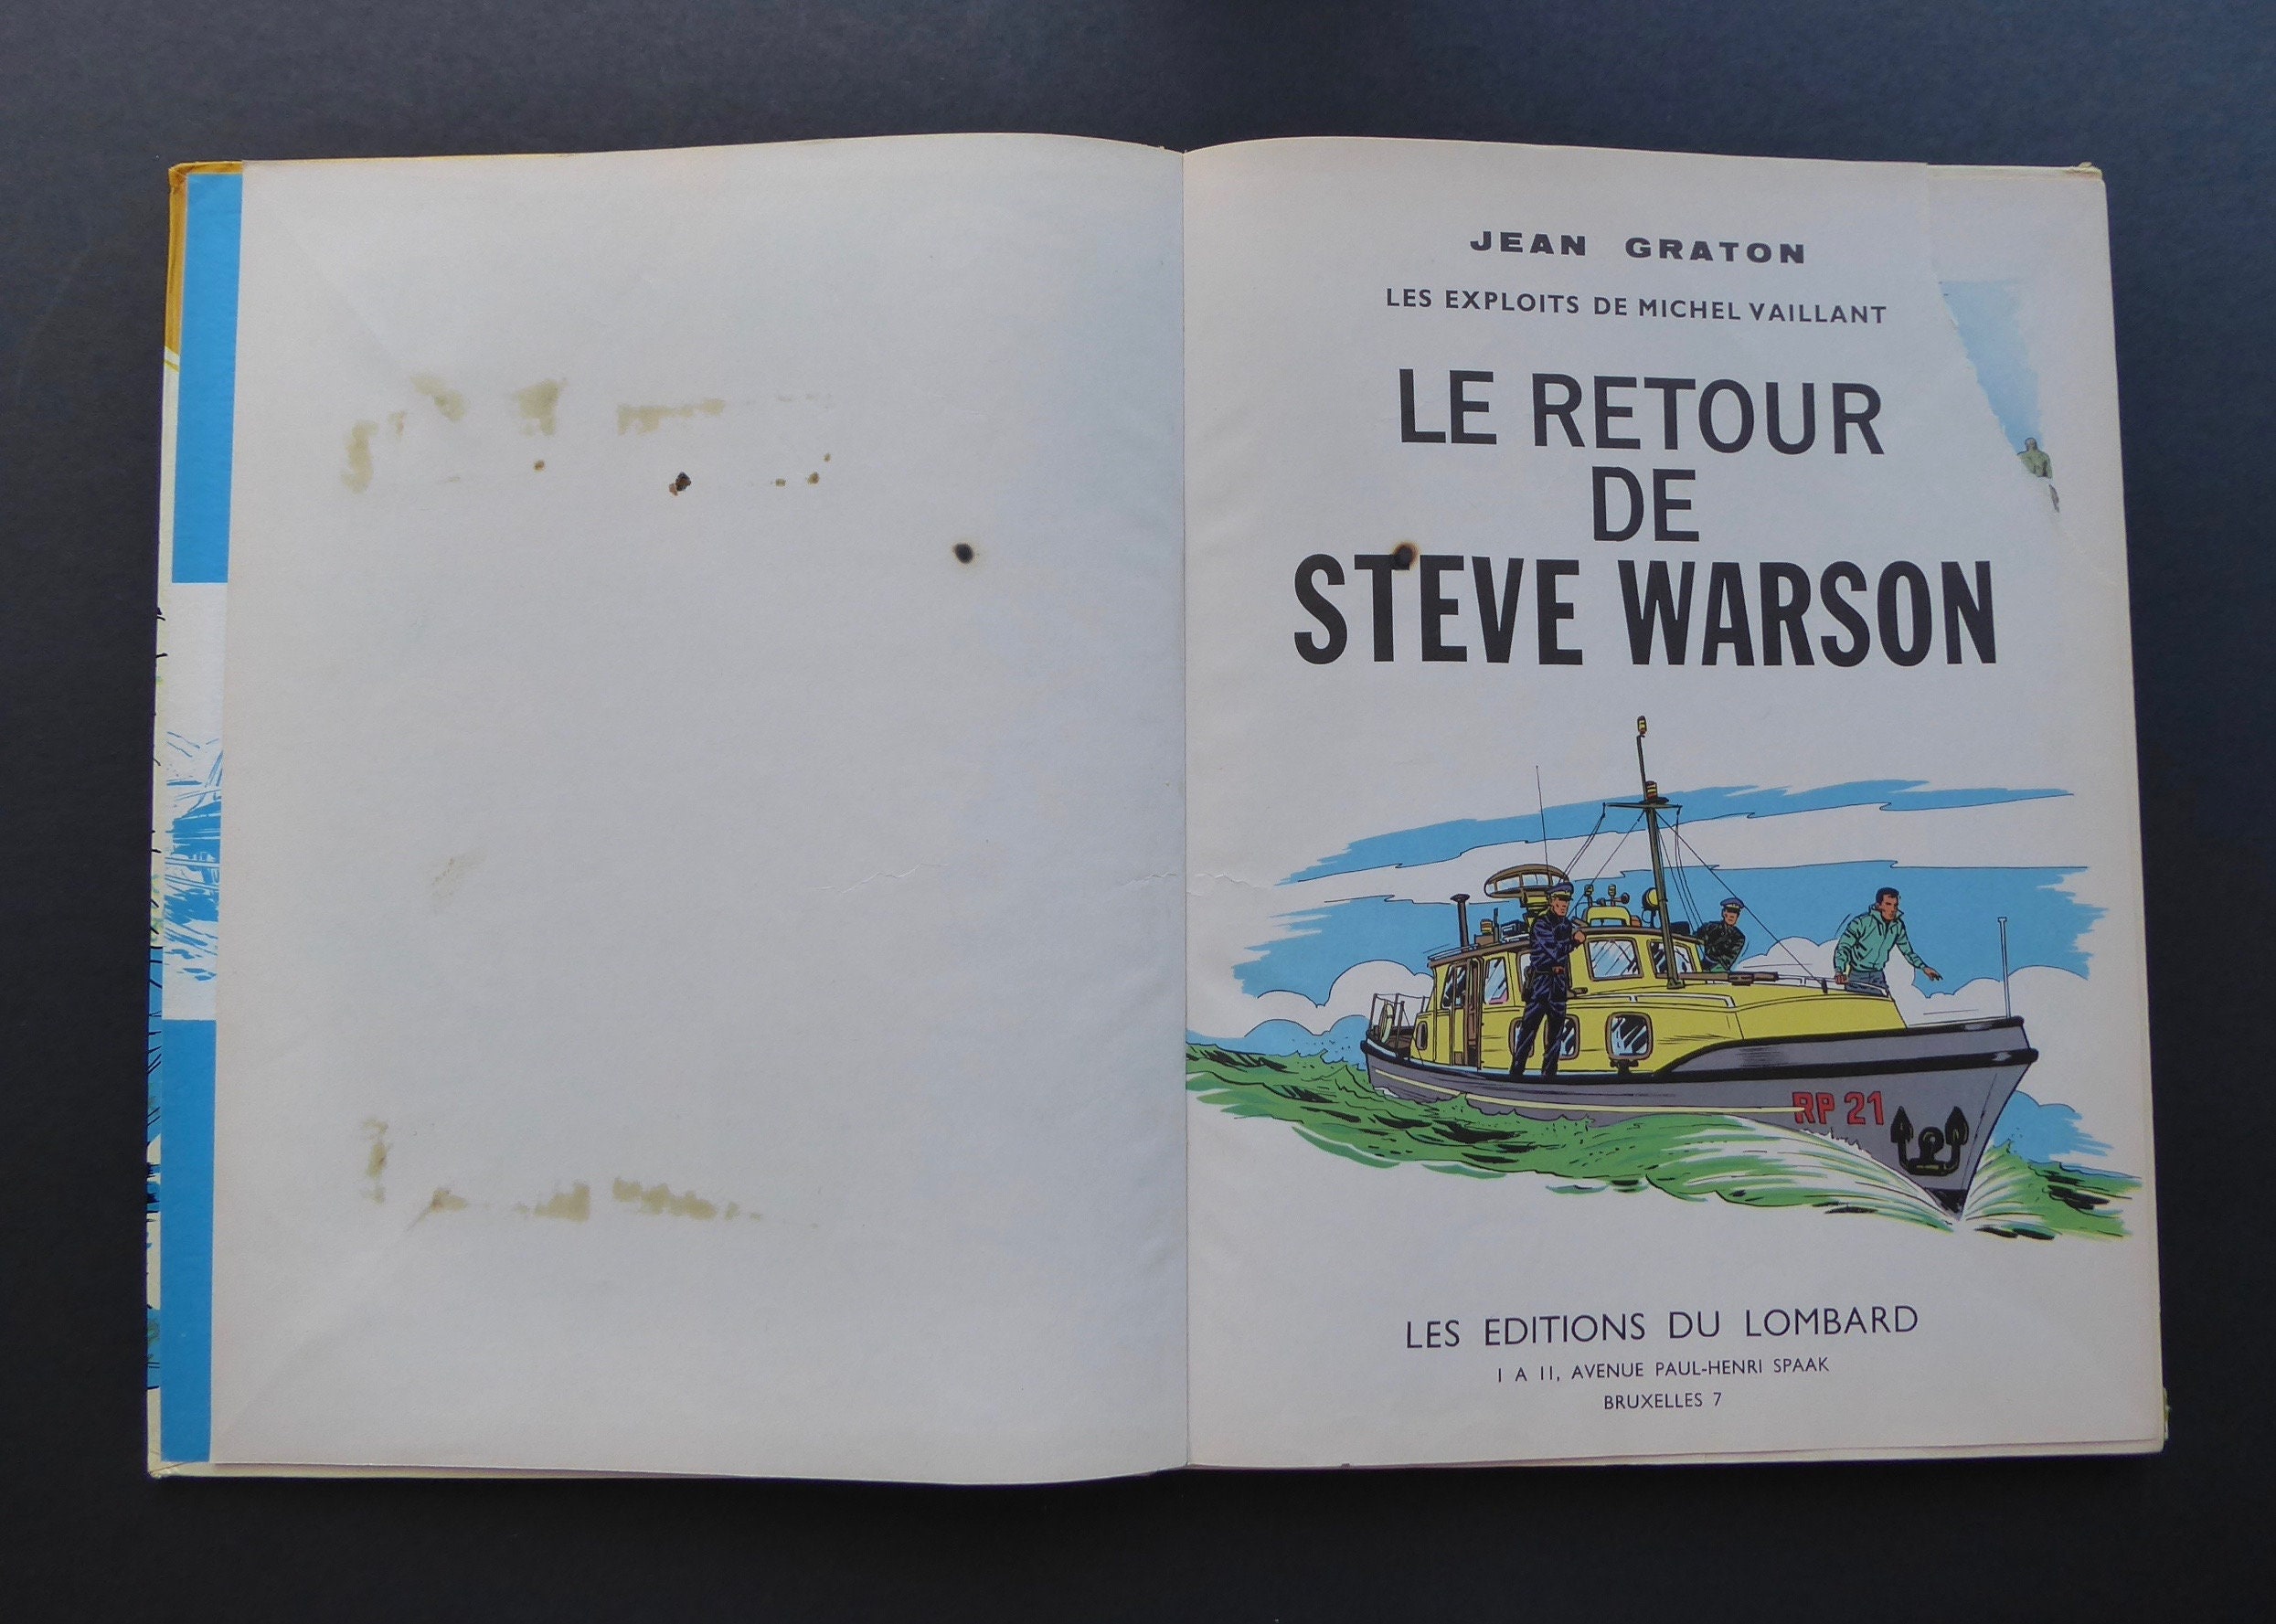 JEAN GRATON
LES EXPLOITS DE MICHEL VAILLANT
LE RETOUR
DE
STEVE WARSON
RP 21
LES EDITIONS DU LOMBARD
1 A 11, AVENUE PAUL-HENRI SPAAK
BRUXELLES 7